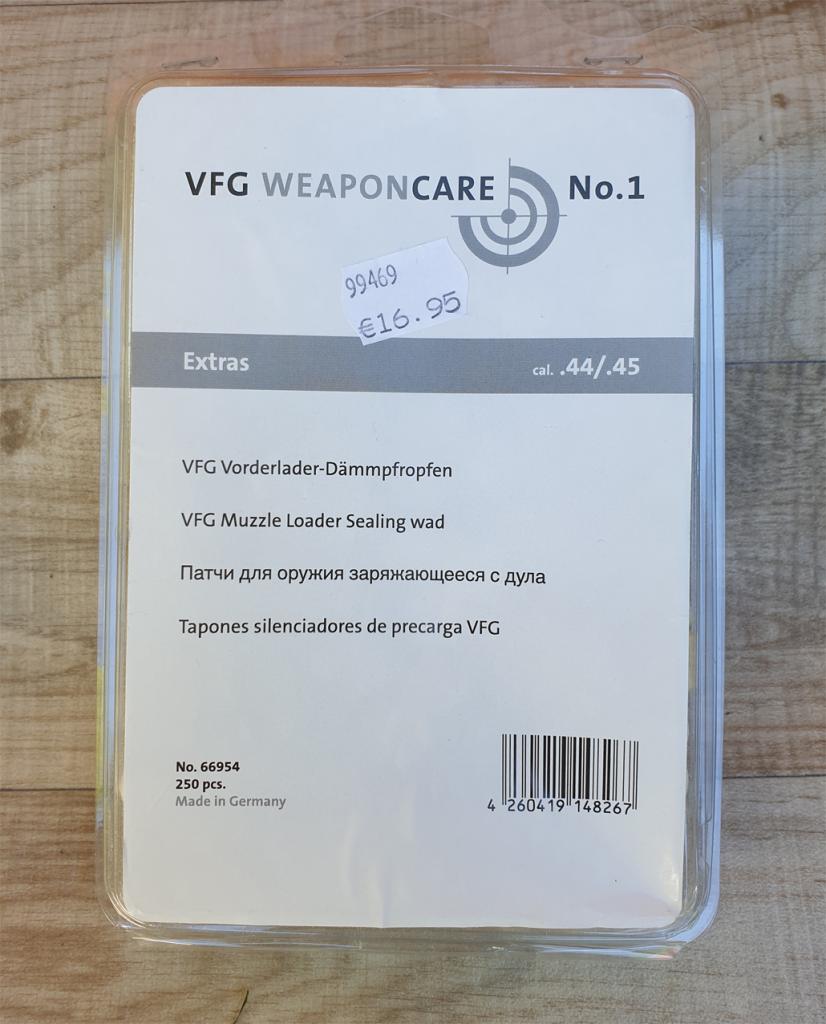 VFG WEAPONCARE No.1
99469
€16.95
Extras cal. .44/.45
VFG Vorderlader-Dämmpfropfen
VFG Muzzle Loader Sealing wad
Патчи для оружия заряжающееся с дула
Tapones silenciadores de precarga VFG
No. 66954
250 pcs.
Made in Germany
4 260419 148267